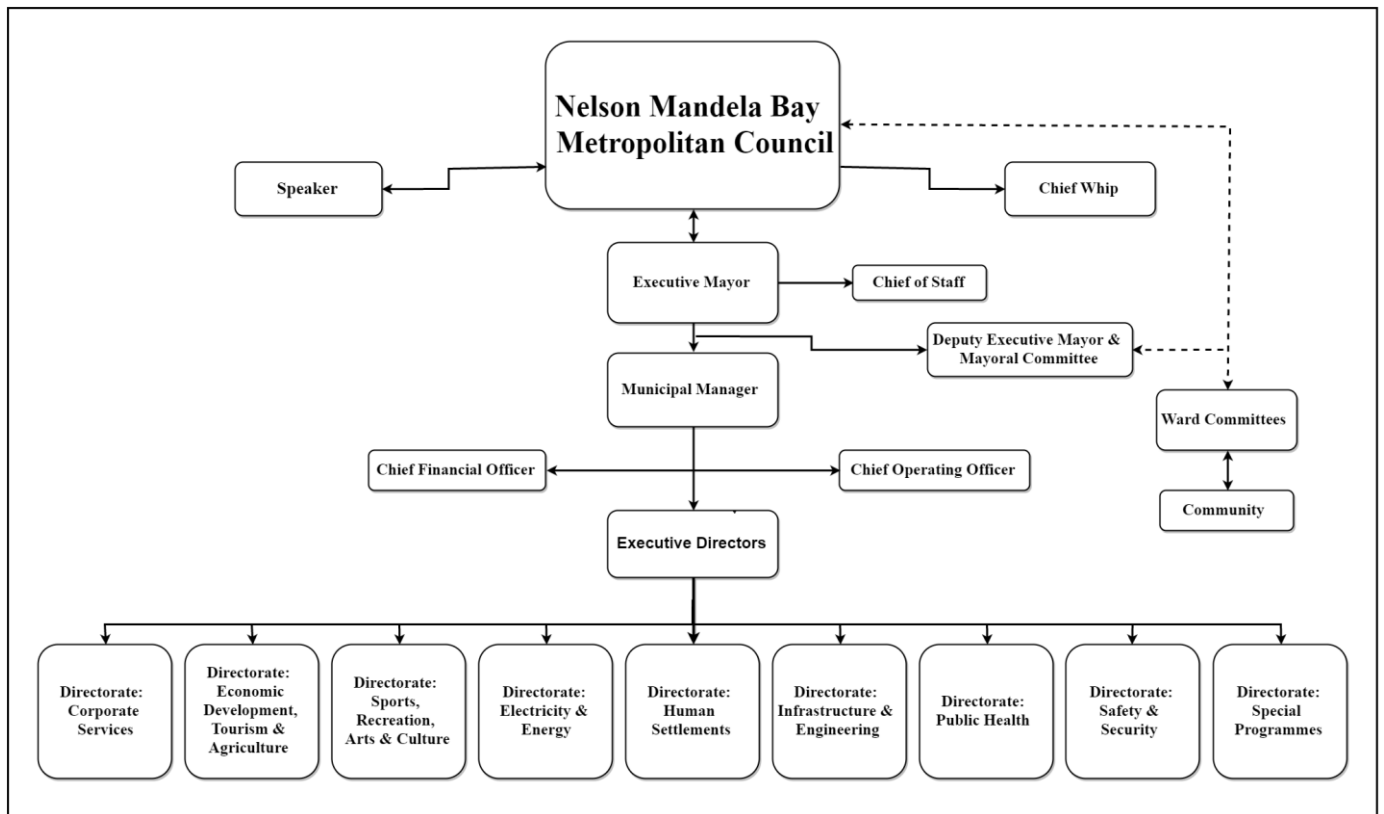 Nelson Mandela Bay
Metropolitan Council
Speaker
Chief Whip
Executive Mayor
Chief of Staff
Deputy Executive Mayor &
Mayoral Committee
Municipal Manager
Ward Committees
Chief Financial Officer
Chief Operating Officer
Community
Executive Directors
Directorate:
Corporate
Services
Directorate:
Economic
Development,
Tourism &
Agriculture
Directorate:
Sports,
Recreation,
Arts & Culture
Directorate:
Electricity &
Energy
Directorate:
Human
Settlements
Directorate:
Infrastructure &
Engineering
Directorate:
Public Health
Directorate:
Safety &
Security
Directorate:
Special
Programmes